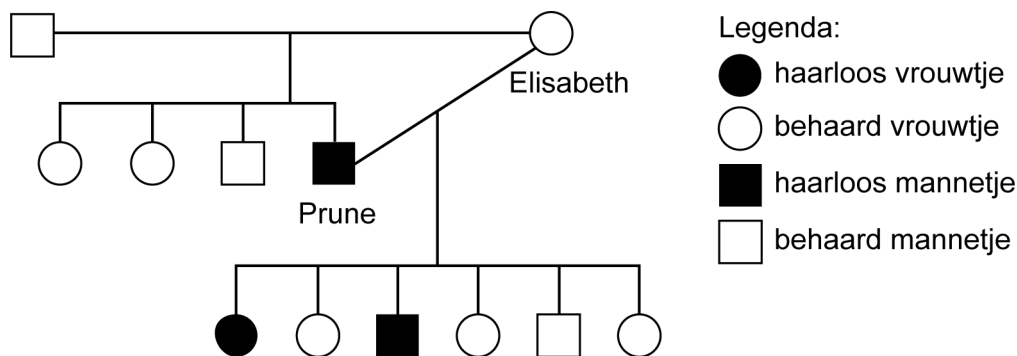 Elisabeth
Prune
Legenda:
haarloos vrouwtje
behaard vrouwtje
haarloos mannetje
behaard mannetje